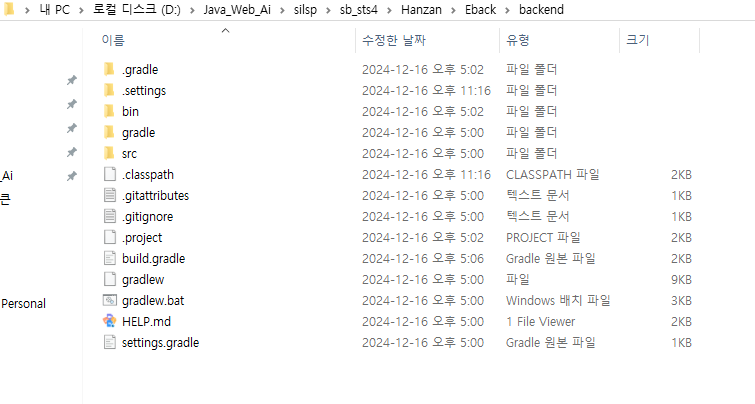 내 PC > 로컬 디스크 (D:) > Java_Web_Ai > silsp > sb_sts4 > Hanzan > Eback > backend
이름 수정한 날짜 유형 크기
.gradle 2024-12-16 오후 5:02 파일 폴더
.settings 2024-12-16 오후 11:16 파일 폴더
bin 2024-12-16 오후 5:02 파일 폴더
gradle 2024-12-16 오후 5:00 파일 폴더
src 2024-12-16 오후 5:00 파일 폴더
_Ai .classpath 2024-12-16 오후 11:16 CLASSPATH 파일 2KB
큰 .gitattributes 2024-12-16 오후 5:00 텍스트 문서 1KB
.gitignore 2024-12-16 오후 5:00 텍스트 문서 1KB
.project 2024-12-16 오후 5:02 PROJECT 파일 2KB
build.gradle 2024-12-16 오후 5:06 Gradle 원본 파일 2KB
gradlew 2024-12-16 오후 5:00 파일 9KB
Personal gradlew.bat 2024-12-16 오후 5:00 Windows 배치 파일 3KB
HELP.md 2024-12-16 오후 5:00 1 File Viewer 2KB
settings.gradle 2024-12-16 오후 5:00 Gradle 원본 파일 1KB